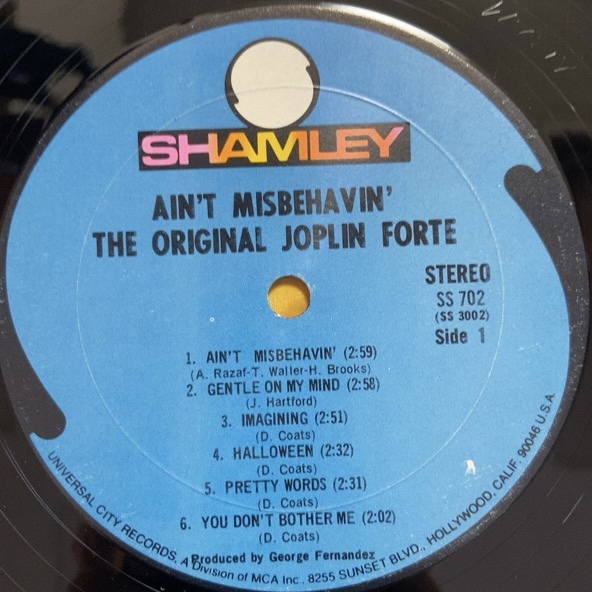 SHAMLEY
AIN'T MISBEHAVIN'
THE ORIGINAL JOPLIN FORTE
STEREO
SS 702
(SS 3002)
Side 1
1. AIN'T MISBEHAVIN' (2:59)
(A. Razaf-T. Waller-H. Brooks)
2. GENTLE ON MY MIND (2:58)
(J. Hartford)
3. IMAGINING (2:51)
(D. Coats)
4. HALLOWEEN (2:32)
(D. Coats)
5. PRETTY WORDS (2:31)
(D. Coats)
6. YOU DON'T BOTHER ME (2:02)
(D. Coats)
Produced by George Fernandez
UNIVERSAL CITY RECORDS, A Division of MCA Inc. 8255 SUNSET BLVD., HOLLYWOOD, CALIF. 90046 U.S.A.